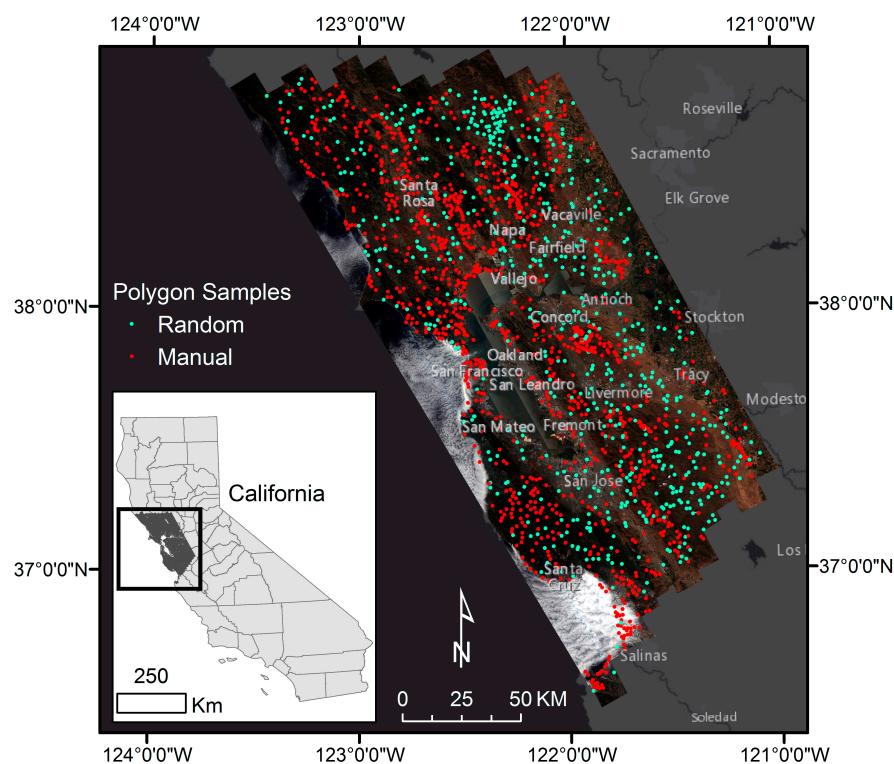 124°0'0"W
123°0'0"W
122°0'0"W
121°0'0"W
Roseville
Sacramento
Elk Grove
Santa
Rosa
Vacaville
Napa
Fairfield
Vallejo
38°0'0"N
38°0'0"N
Polygon Samples
Random
Manual
Antioch
Concord
Stockton
Oakland
San Francisco
San Leandro
Tracy
Livermore
Modesto
San Mateo
Fremont
San Jose
California
Los
37°0'0"N
37°0'0"N
Santa
Cruz
N
Salinas
250
Km
0
25
50 KM
Soledad
124°0'0"W
123°0'0"W
122°0'0"W
121°0'0"W